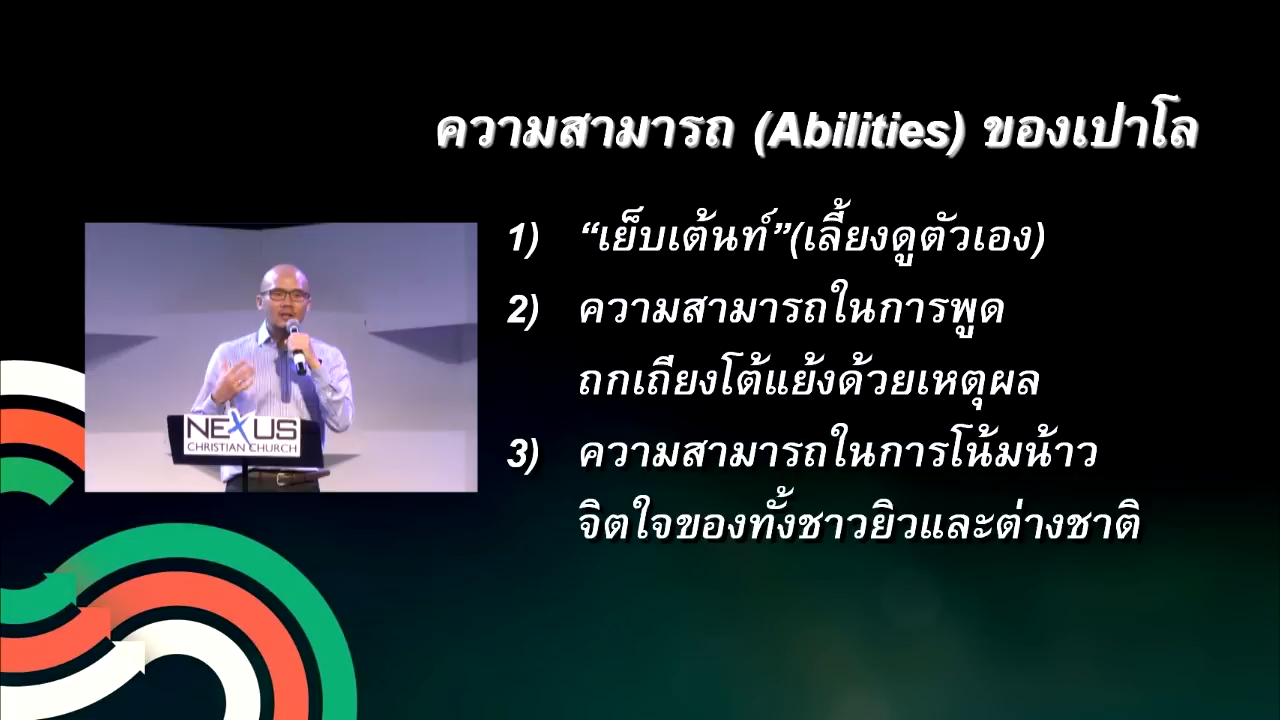 ความสามารถ (Abilities) ของเปาโล
1) “เย็บเต้นท์”(เลี้ยงดูตัวเอง)
2) ความสามารถในการพูด
ถกเถียงโต้แย้งด้วยเหตุผล
3) ความสามารถในการโน้มน้าว
จิตใจของทั้งชาวยิวและต่างชาติ
NEXUS
CHRISTIAN CHURCH